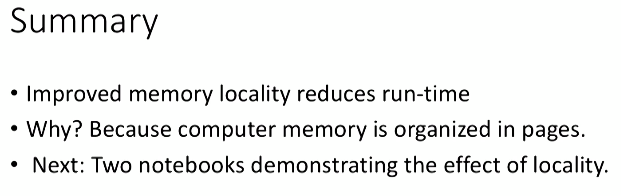 Summary
• Improved memory locality reduces run-time
• Why? Because computer memory is organized in pages.
• Next: Two notebooks demonstrating the effect of locality.